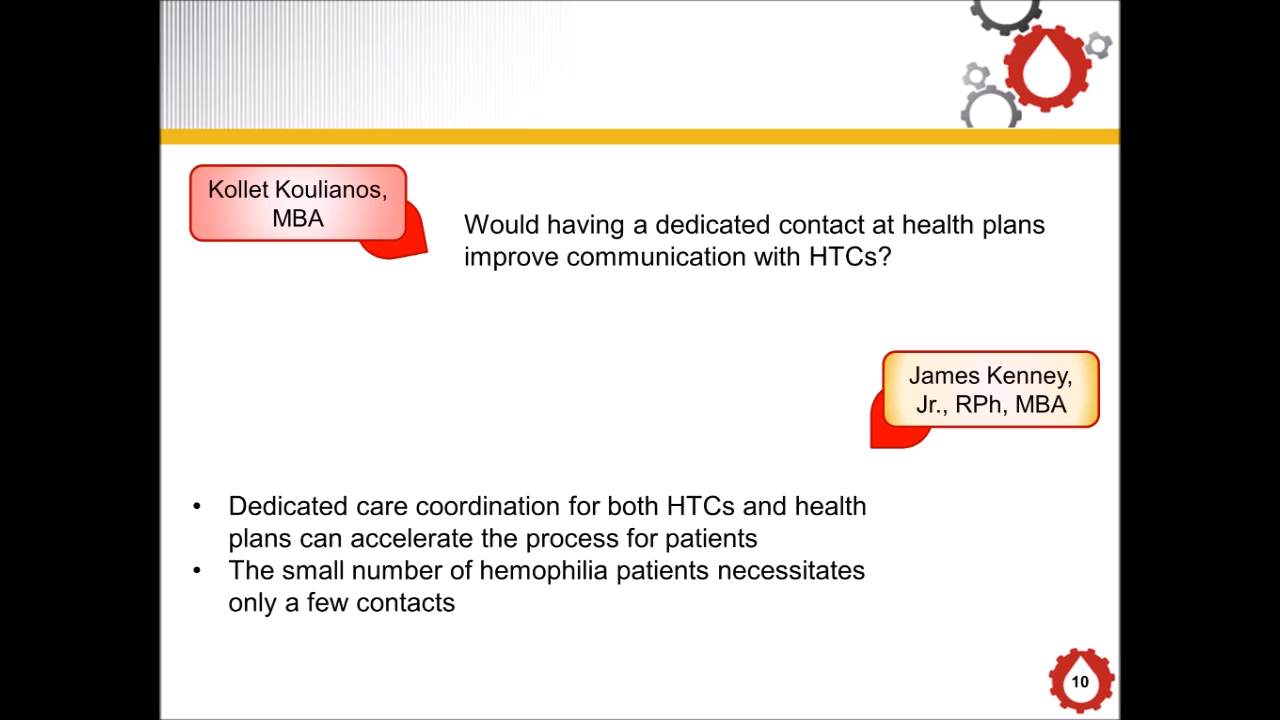 Kollet Koulianos,
MBA
Would having a dedicated contact at health plans
improve communication with HTCs?
James Kenney,
Jr., RPh, MBA
• Dedicated care coordination for both HTCs and health
plans can accelerate the process for patients
• The small number of hemophilia patients necessitates
only a few contacts
10